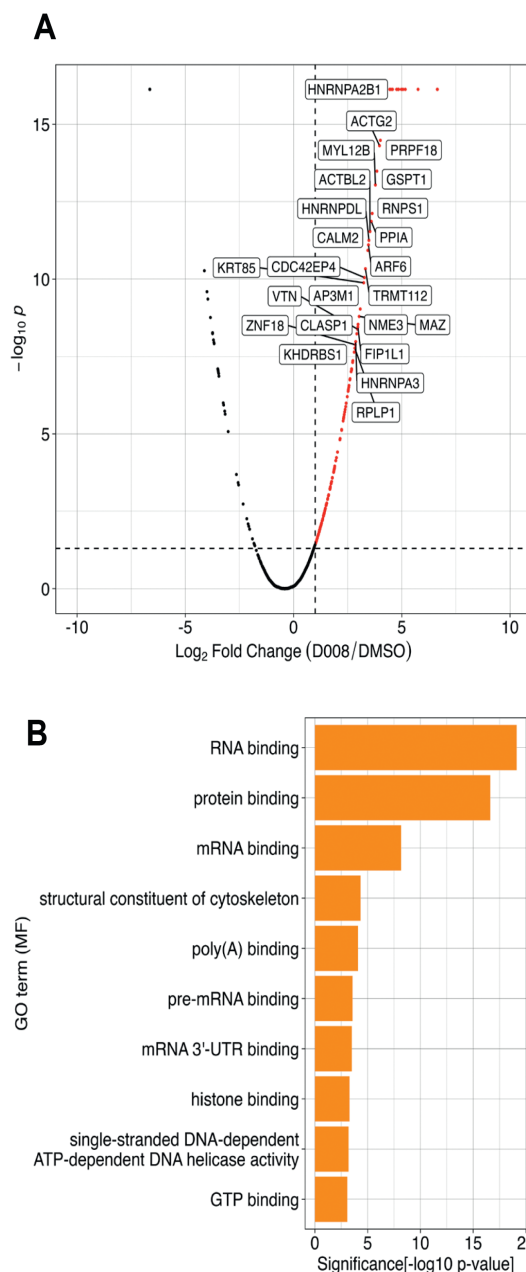 A
HNRNPA2B1
ACTG2
MYL12B PRPF18
ACTBL2 GSPT1
HNRNPDL RNPS1
CALM2 PPIA
KRT85 CDC42EP4 ARF6
VTN AP3M1 TRMT112
ZNF18 CLASP1 NME3 MAZ
KHDRBS1 FIP1L1
HNRNPA3
RPLP1
15
10
5
0
−log10 p
-10 -5 0 5 10
Log2 Fold Change (D008/DMSO)
B
RNA binding
protein binding
mRNA binding
structural constituent of cytoskeleton
poly(A) binding
pre-mRNA binding
mRNA 3'-UTR binding
histone binding
single-stranded DNA-dependent
ATP-dependent DNA helicase activity
GTP binding
GO term (MF)
0 5 10 15
Significance[-log10 p-value]